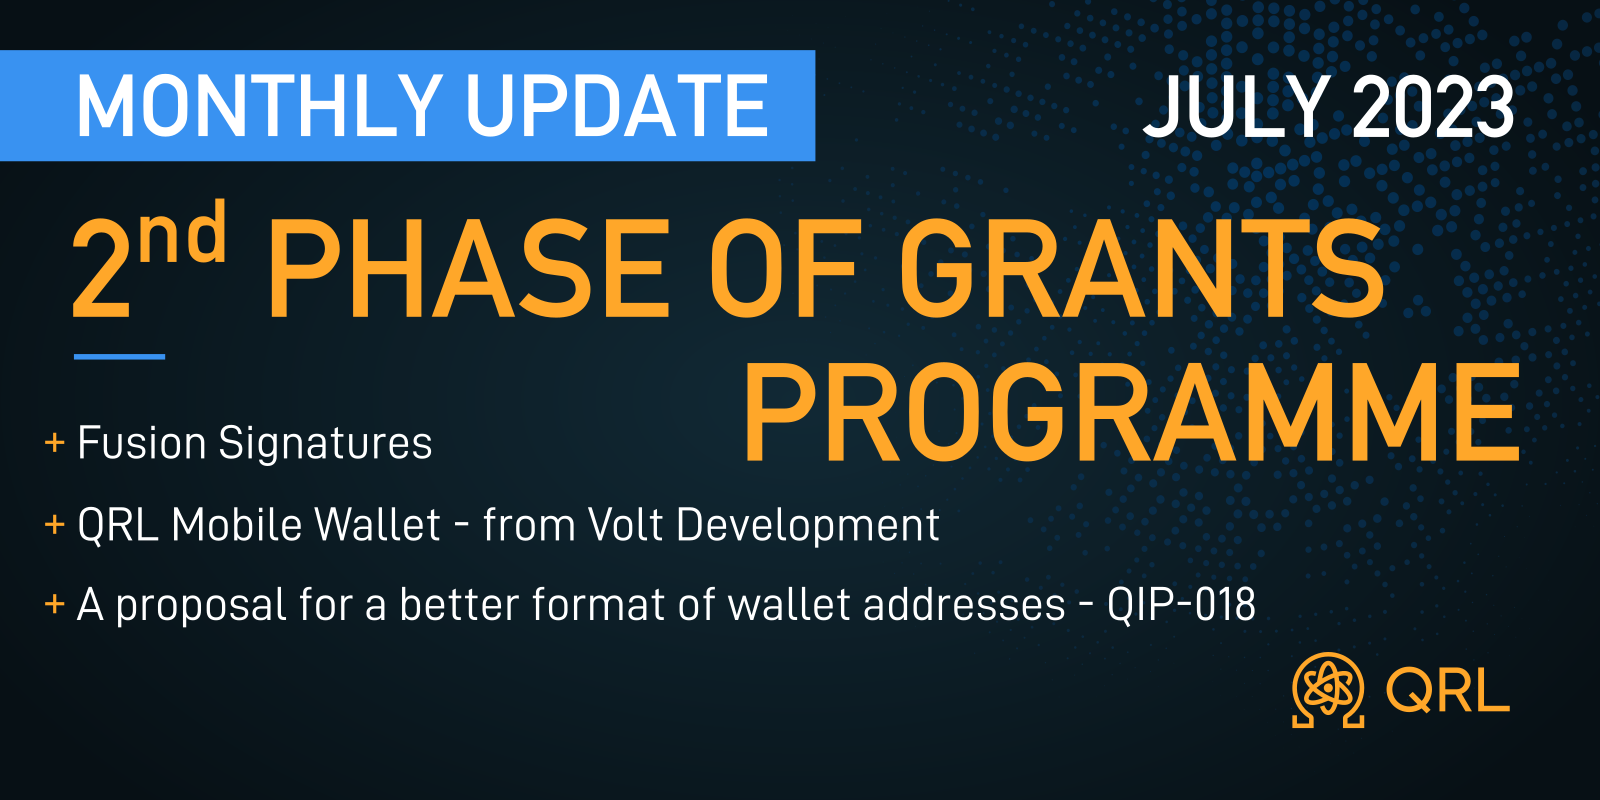 MONTHLY UPDATE
JULY 2023
2nd PHASE OF GRANTS
PROGRAMME
+ Fusion Signatures
+ QRL Mobile Wallet - from Volt Development
+ A proposal for a better format of wallet addresses - QIP-018
QRL